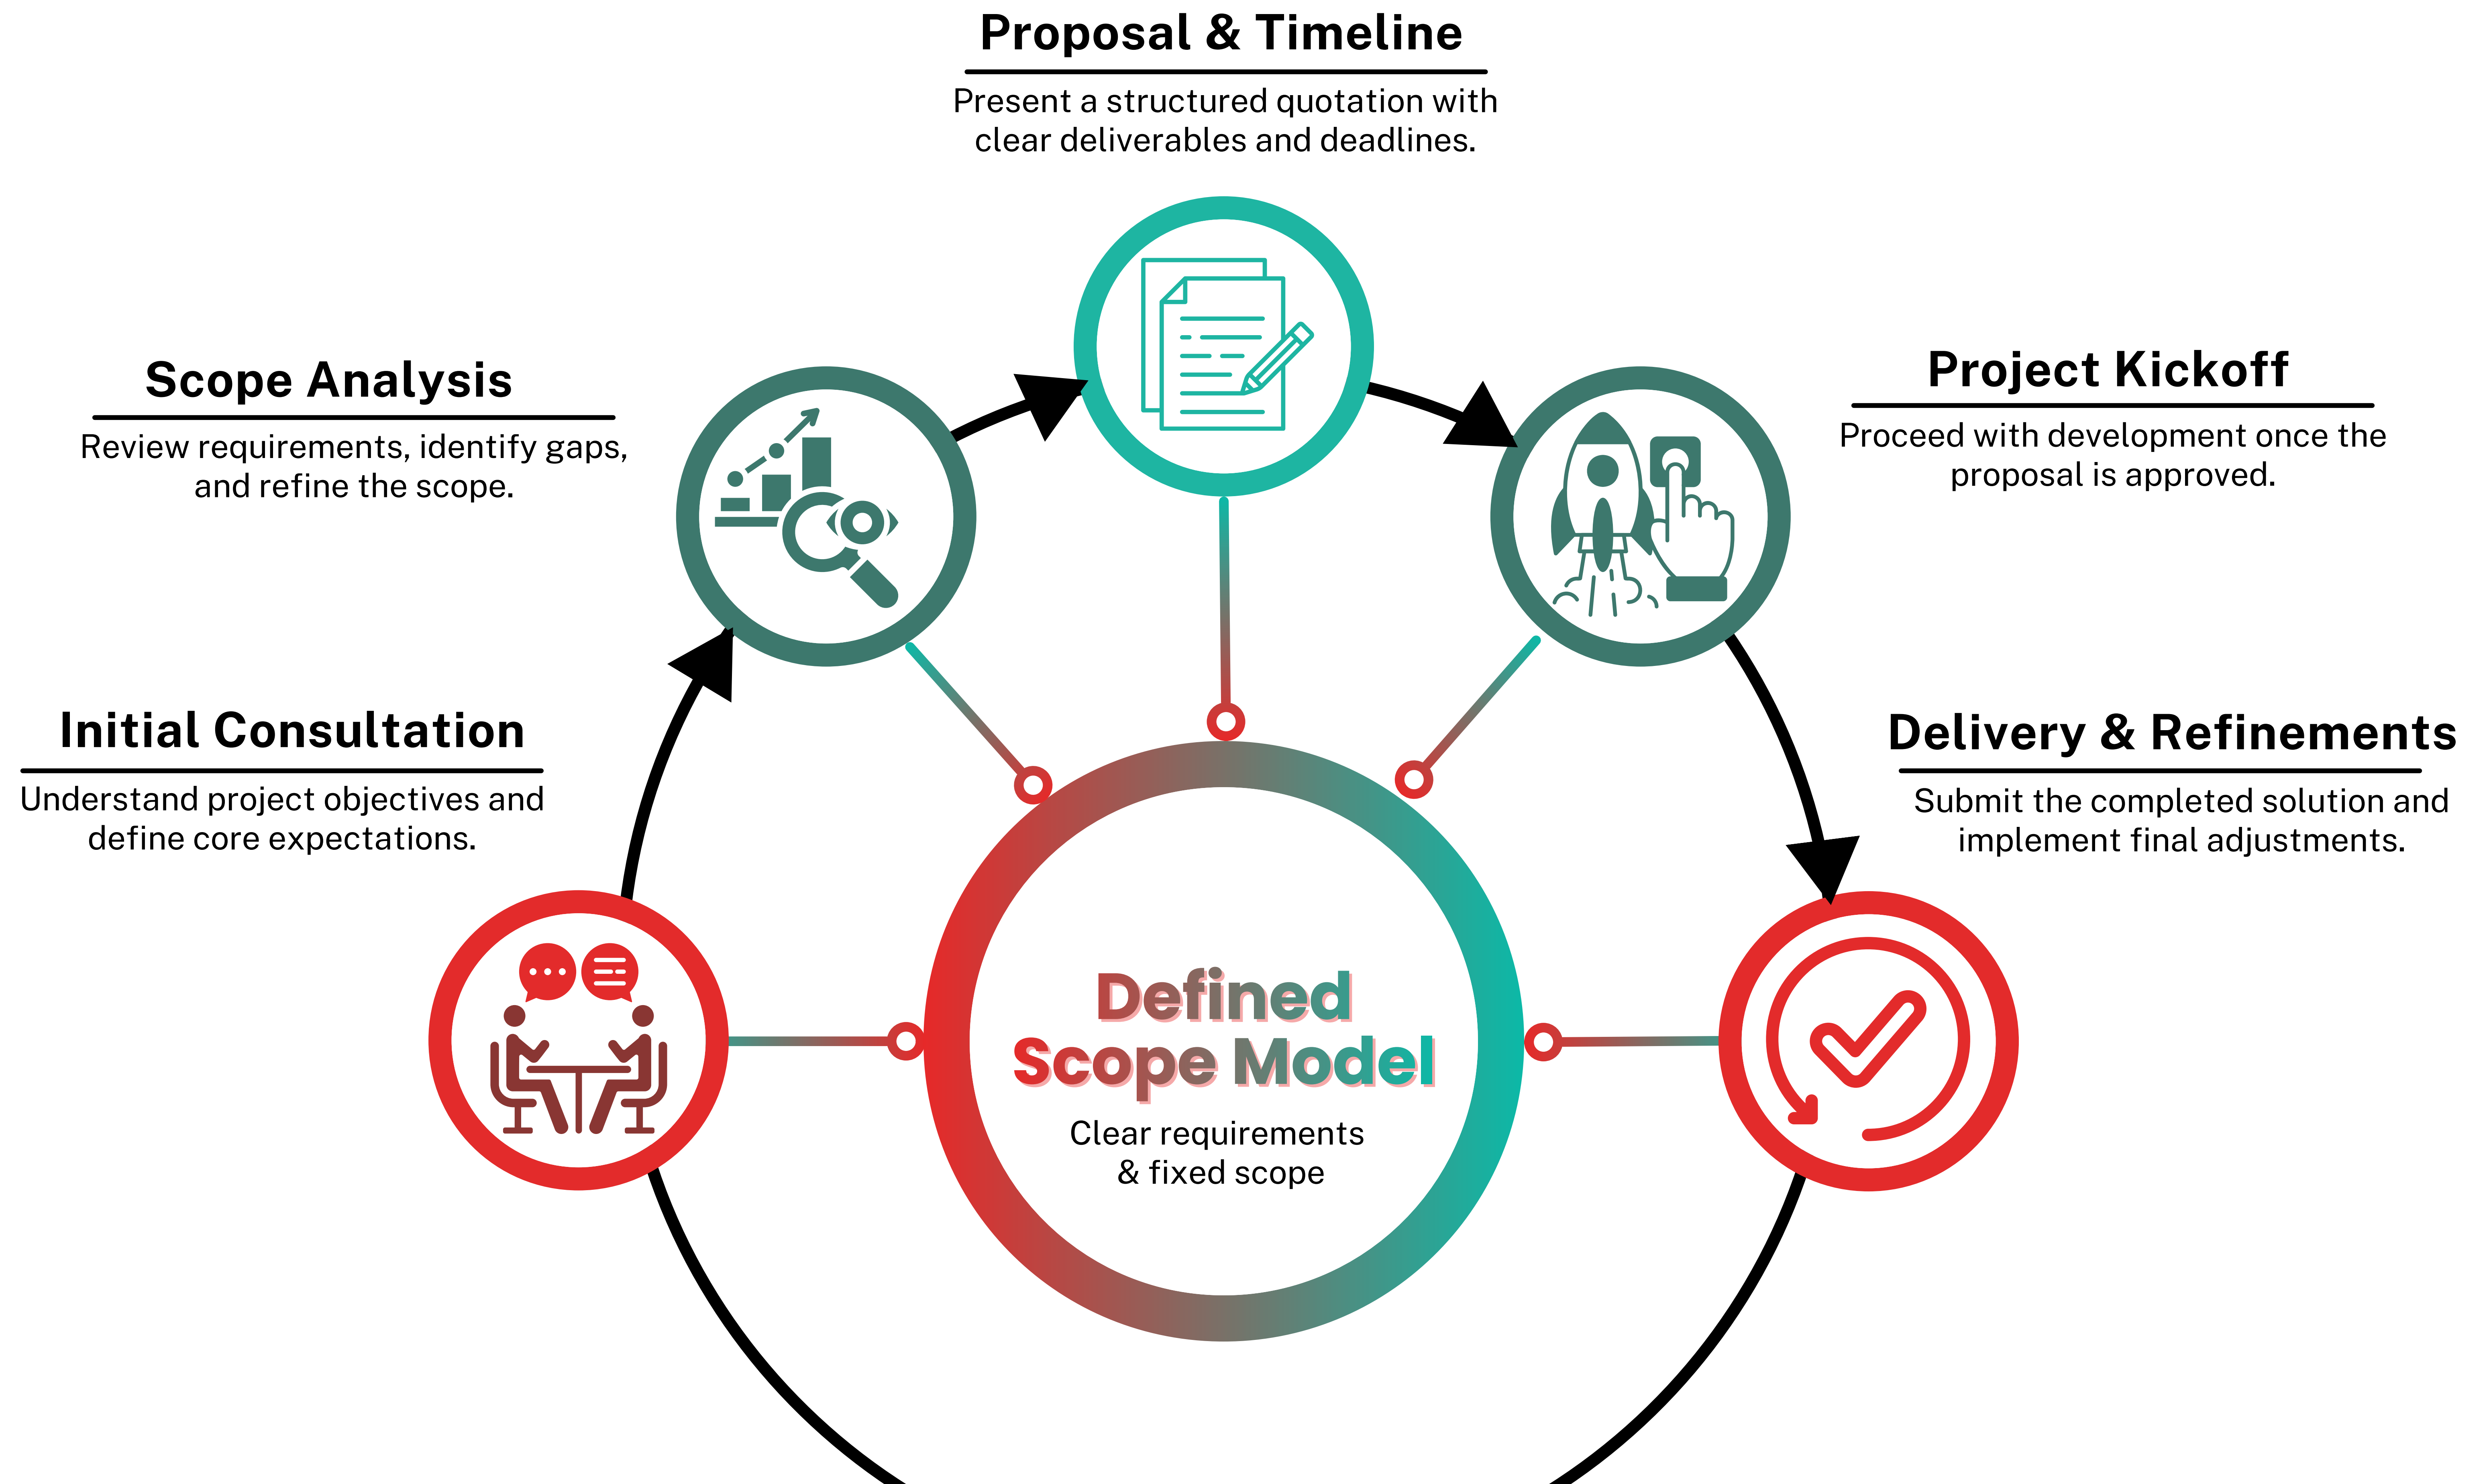 Proposal & Timeline
Present a structured quotation with
clear deliverables and deadlines.
Scope Analysis
Review requirements, identify gaps,
and refine the scope.
Project Kickoff
Proceed with development once the
proposal is approved.
Initial Consultation
Understand project objectives and
define core expectations.
Delivery & Refinements
Submit the completed solution and
implement final adjustments.
Defined
Scope Model
Clear requirements
& fixed scope